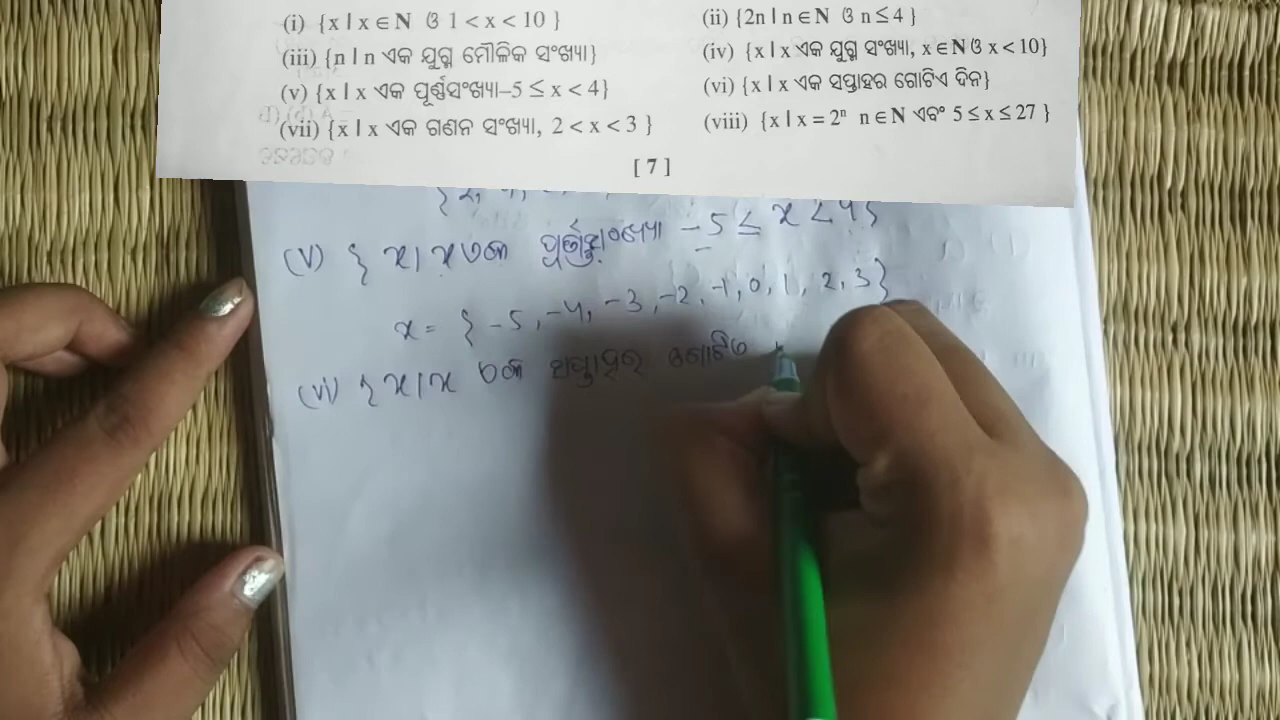 (i) {x | x ∈ N ଓ 1 < x < 10 }
(ii) {2n | n ∈ N ଓ n ≤ 4 }
(iii) {n | n ଏକ ଯୁଗ୍ମ ମୌଳିକ ସଂଖ୍ୟା}
(iv) {x | x ଏକ ଯୁଗ୍ମ ସଂଖ୍ୟା, x ∈ N ଓ x < 10}
(v) {x | x ଏକ ପୂର୍ଣ୍ଣସଂଖ୍ୟା–5 ≤ x < 4}
(vi) {x | x ଏକ ସପ୍ତାହର ଗୋଟିଏ ଦିନ}
(vii) {x | x ଏକ ଗଣନ ସଂଖ୍ୟା, 2 < x < 3 }
(viii) {x | x = 2ⁿ n ∈ N ଏବଂ 5 ≤ x ≤ 27 }
[ 7 ]
(v) { x | x ଏକ ପୂର୍ଣ୍ଣସଂଖ୍ୟା -5 ≤ x < 4}
x = { -5, -4, -3, -2, -1, 0, 1, 2, 3}
(vi) { x | x ଏକ ସପ୍ତାହର ଗୋଟିଏ